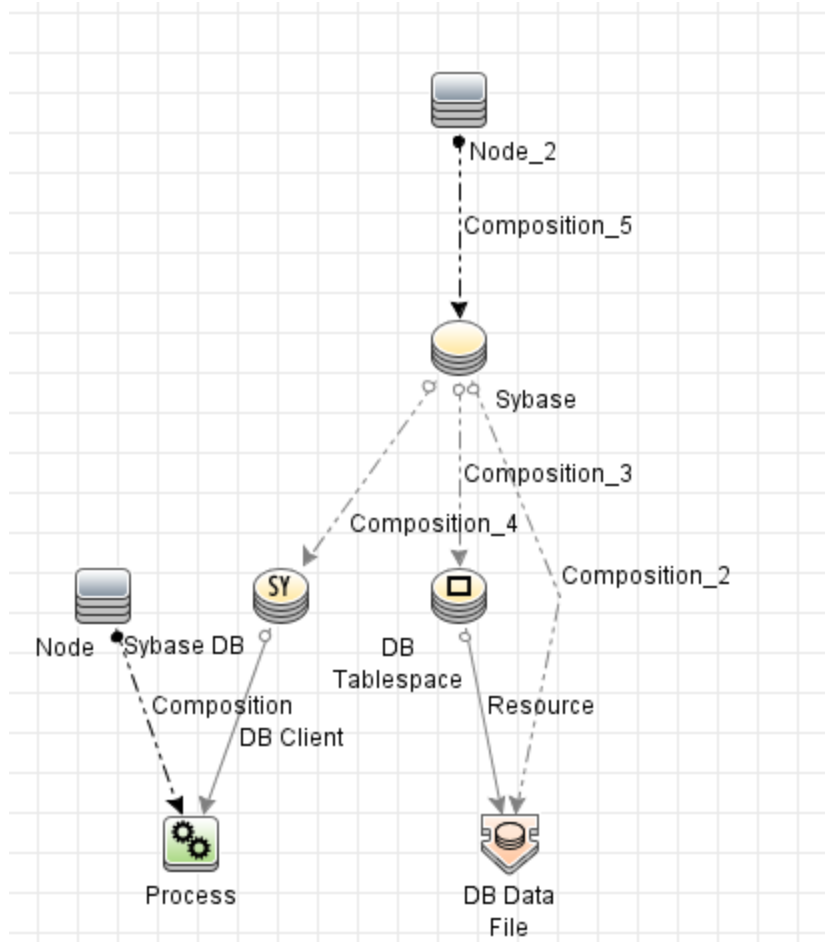 Node_2
Composition_5
Sybase
Composition_3
Composition_4
Composition_2
SY
Node
Sybase DB
DB
Tablespace
Composition
Resource
DB Client
Process
DB Data
File